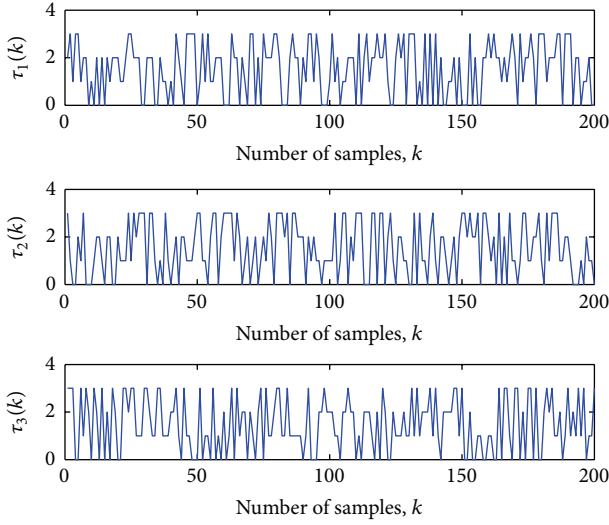 4
2
0
τ₁(k)
0 50 100 150 200
Number of samples, k
4
2
0
τ₂(k)
0 50 100 150 200
Number of samples, k
4
2
0
τ₃(k)
0 50 100 150 200
Number of samples, k